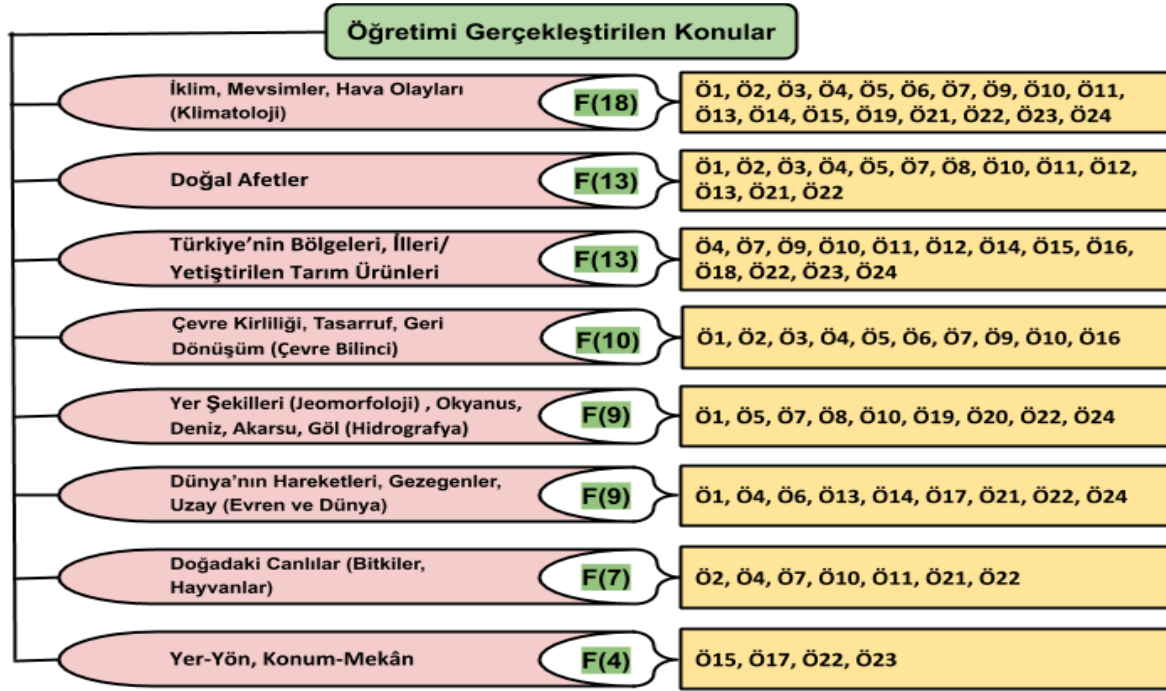 Öğretimi Gerçekleştirilen Konular
İklim, Mevsimler, Hava Olayları
(Klimatoloji)
F(18)
Ö1, Ö2, Ö3, Ö4, Ö5, Ö6, Ö7, Ö9, Ö10, Ö11,
Ö13, Ö14, Ö15, Ö19, Ö21, Ö22, Ö23, Ö24
Doğal Afetler
F(13)
Ö1, Ö2, Ö3, Ö4, Ö5, Ö7, Ö8, Ö10, Ö11, Ö12,
Ö13, Ö21, Ö22
Türkiye’nin Bölgeleri, İlleri/
Yetiştirilen Tarım Ürünleri
F(13)
Ö4, Ö7, Ö9, Ö10, Ö11, Ö12, Ö14, Ö15, Ö16,
Ö18, Ö22, Ö23, Ö24
Çevre Kirliliği, Tasarruf, Geri
Dönüşüm (Çevre Bilinci)
F(10)
Ö1, Ö2, Ö3, Ö4, Ö5, Ö6, Ö7, Ö9, Ö10, Ö16
Yer Şekilleri (Jeomorfoloji) , Okyanus,
Deniz, Akarsu, Göl (Hidrografya)
F(9)
Ö1, Ö5, Ö7, Ö8, Ö10, Ö19, Ö20, Ö22, Ö24
Dünya’nın Hareketleri, Gezegenler,
Uzay (Evren ve Dünya)
F(9)
Ö1, Ö4, Ö6, Ö13, Ö14, Ö17, Ö21, Ö22, Ö24
Doğadaki Canlılar (Bitkiler,
Hayvanlar)
F(7)
Ö2, Ö4, Ö7, Ö10, Ö11, Ö21, Ö22
Yer-Yön, Konum-Mekân
F(4)
Ö15, Ö17, Ö22, Ö23